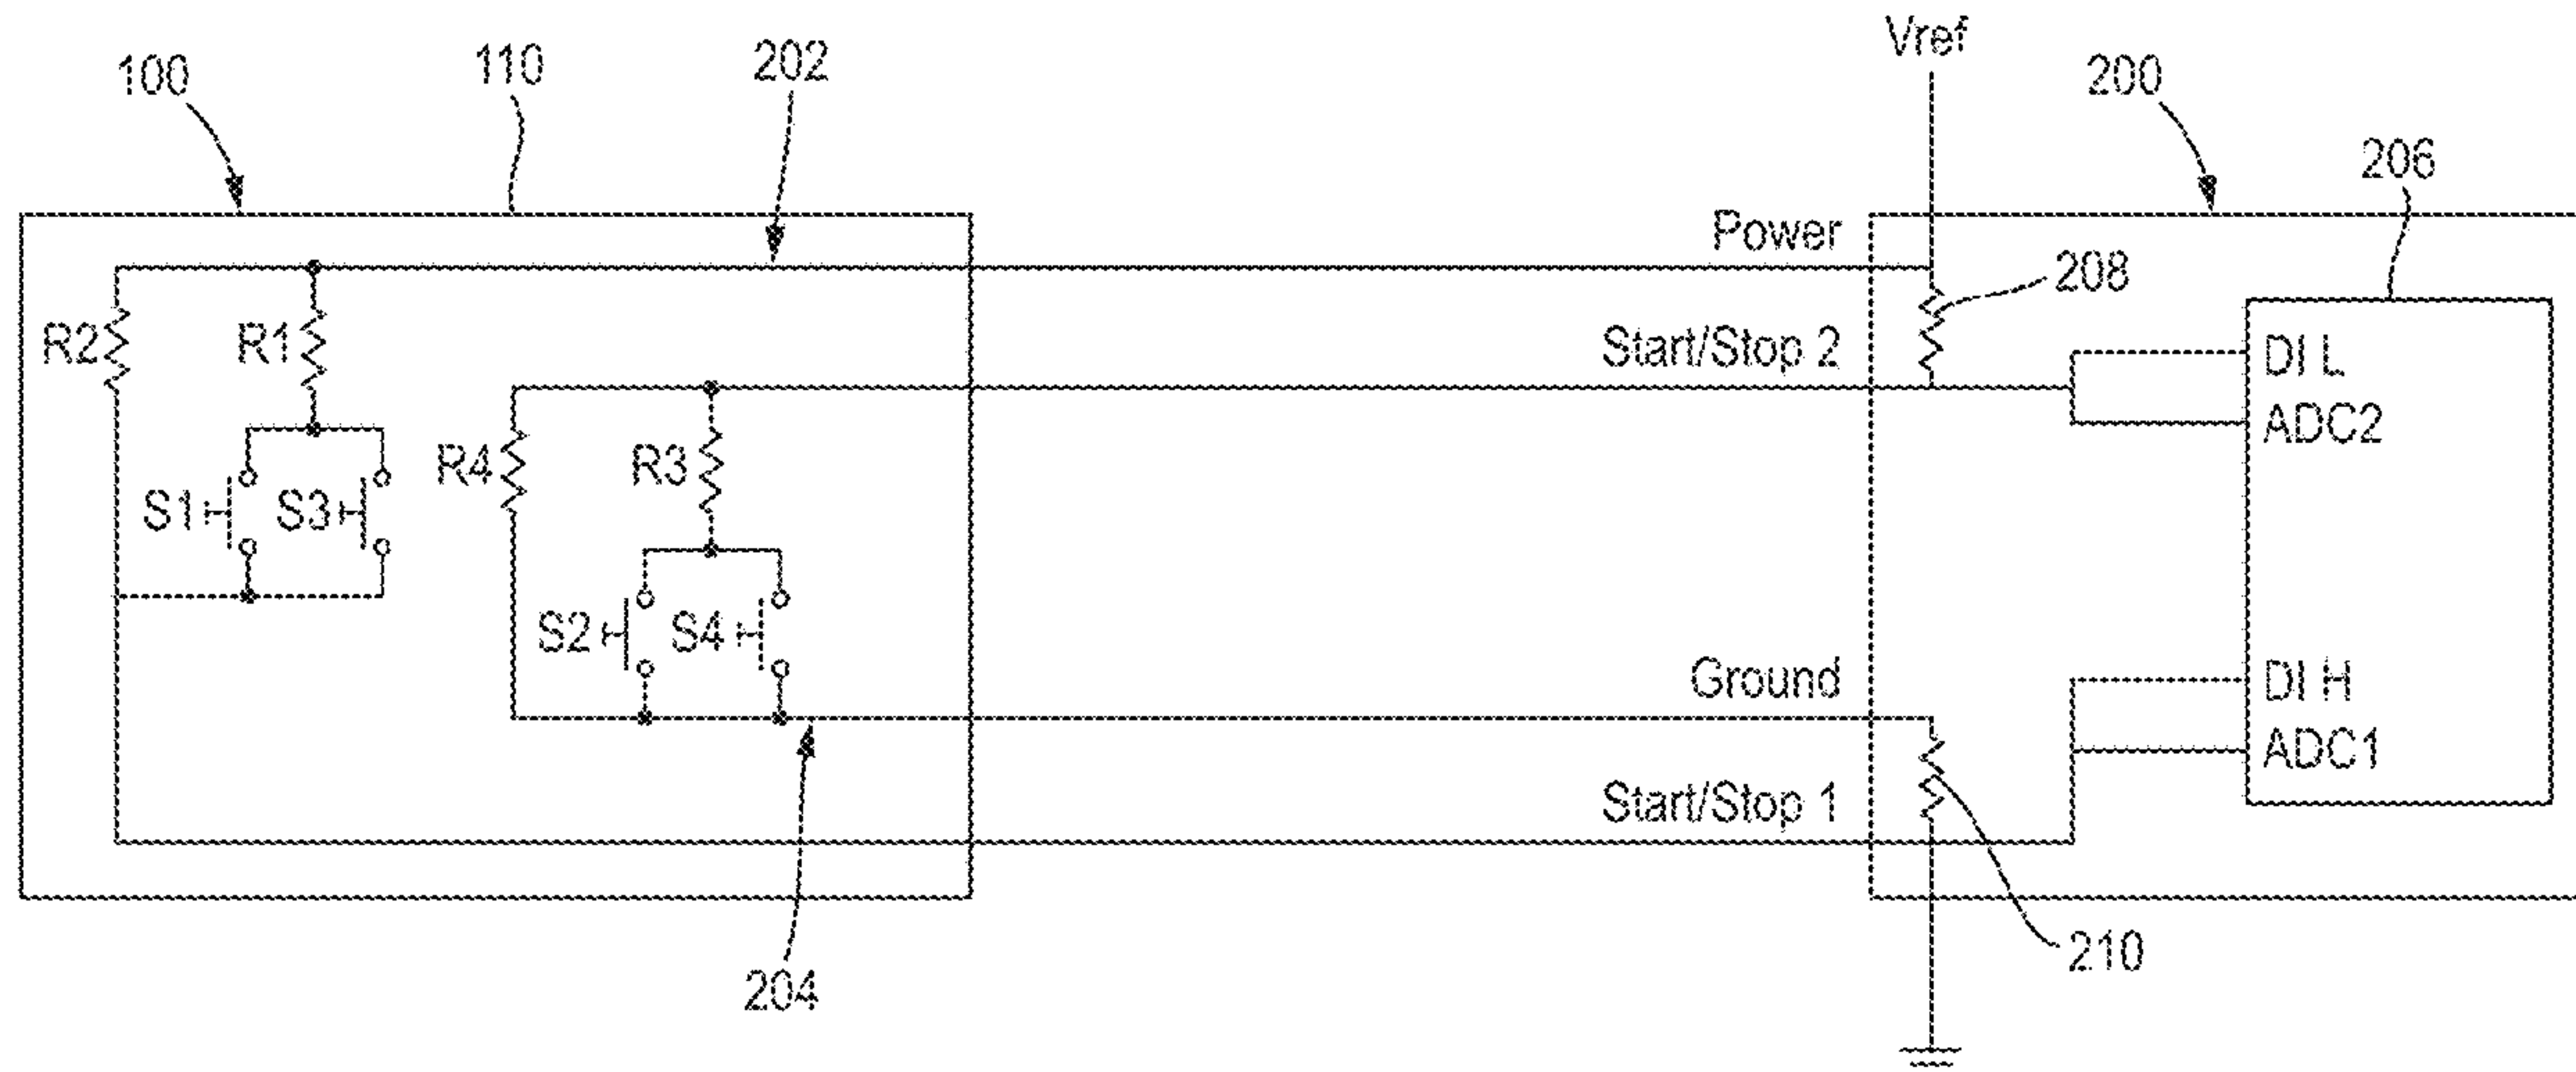 Vref
100
110
202
200
206
Power
208
R2
R1
Start/Stop 2
DI L
ADC2
R4
R3
S1
S3
S2
S4
Ground
DI H
ADC1
Start/Stop 1
210
204